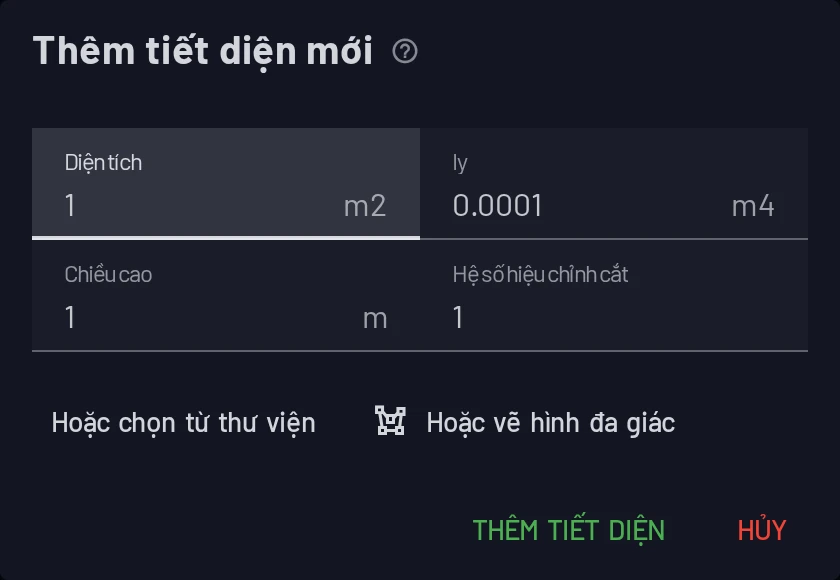 Thêm tiết diện mới ?
Diện tích
1 m2
Iy
0.0001 m4
Chiều cao
1 m
Hệ số hiệu chỉnh cắt
1
Hoặc chọn từ thư viện
Hoặc vẽ hình đa giác
THÊM TIẾT DIỆN HỦY